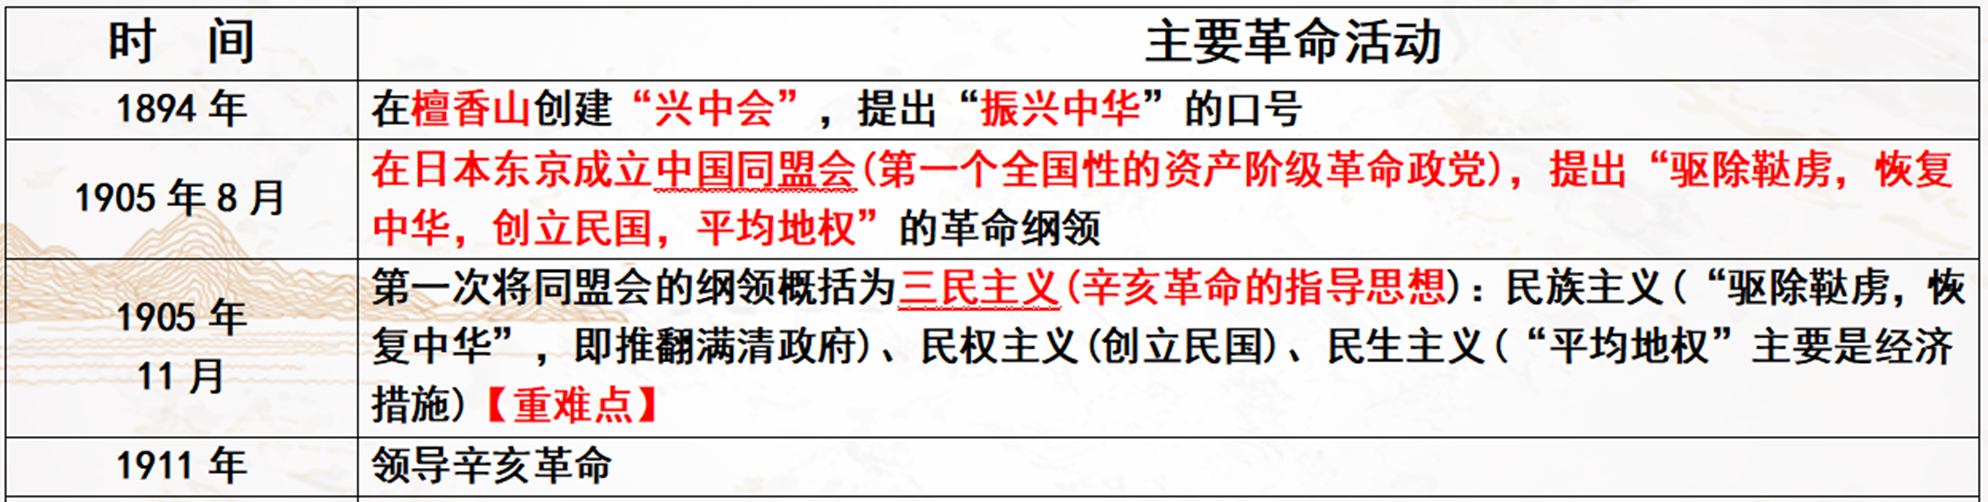 时 间 主要革命活动
1894 年 在檀香山创建“兴中会”，提出“振兴中华”的口号
在日本东京成立中国同盟会(第一个全国性的资产阶级革命政党)，提出“驱除鞑虏，恢复
1905 年 8 月
中华，创立民国，平均地权”的革命纲领
第一次将同盟会的纲领概括为三民主义(辛亥革命的指导思想)：民族主义(“驱除鞑虏，恢
1905 年
复中华”，即推翻满清政府)、民权主义(创立民国)、民生主义(“平均地权”主要是经济
11 月
措施)【重难点】
1911 年 领导辛亥革命